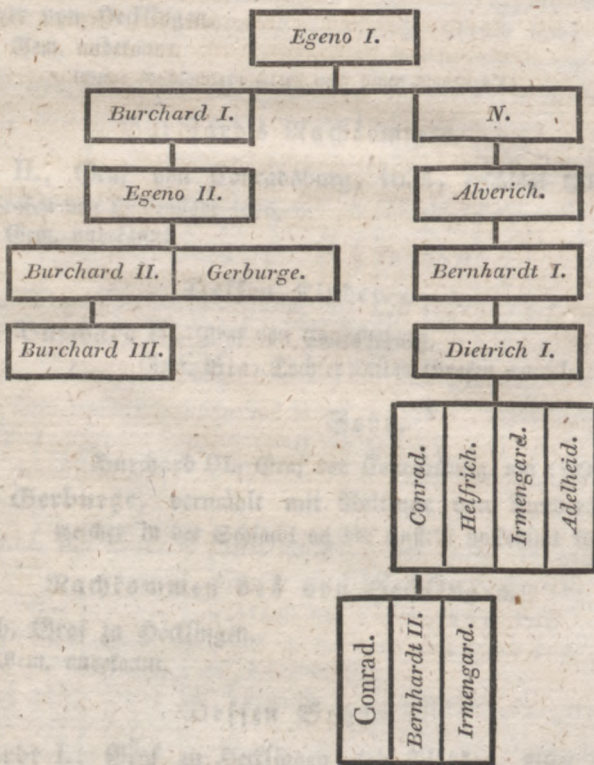 Egeno I.
Burchard I.
N.
Egeno II.
Alverich.
Burchard II.
Gerburge.
Bernhardt I.
Burchard III.
Dietrich I.
Conrad.
Helfrich.
Irmengard.
Adelheid.
Conrad.
Bernhardt II.
Irmengard.